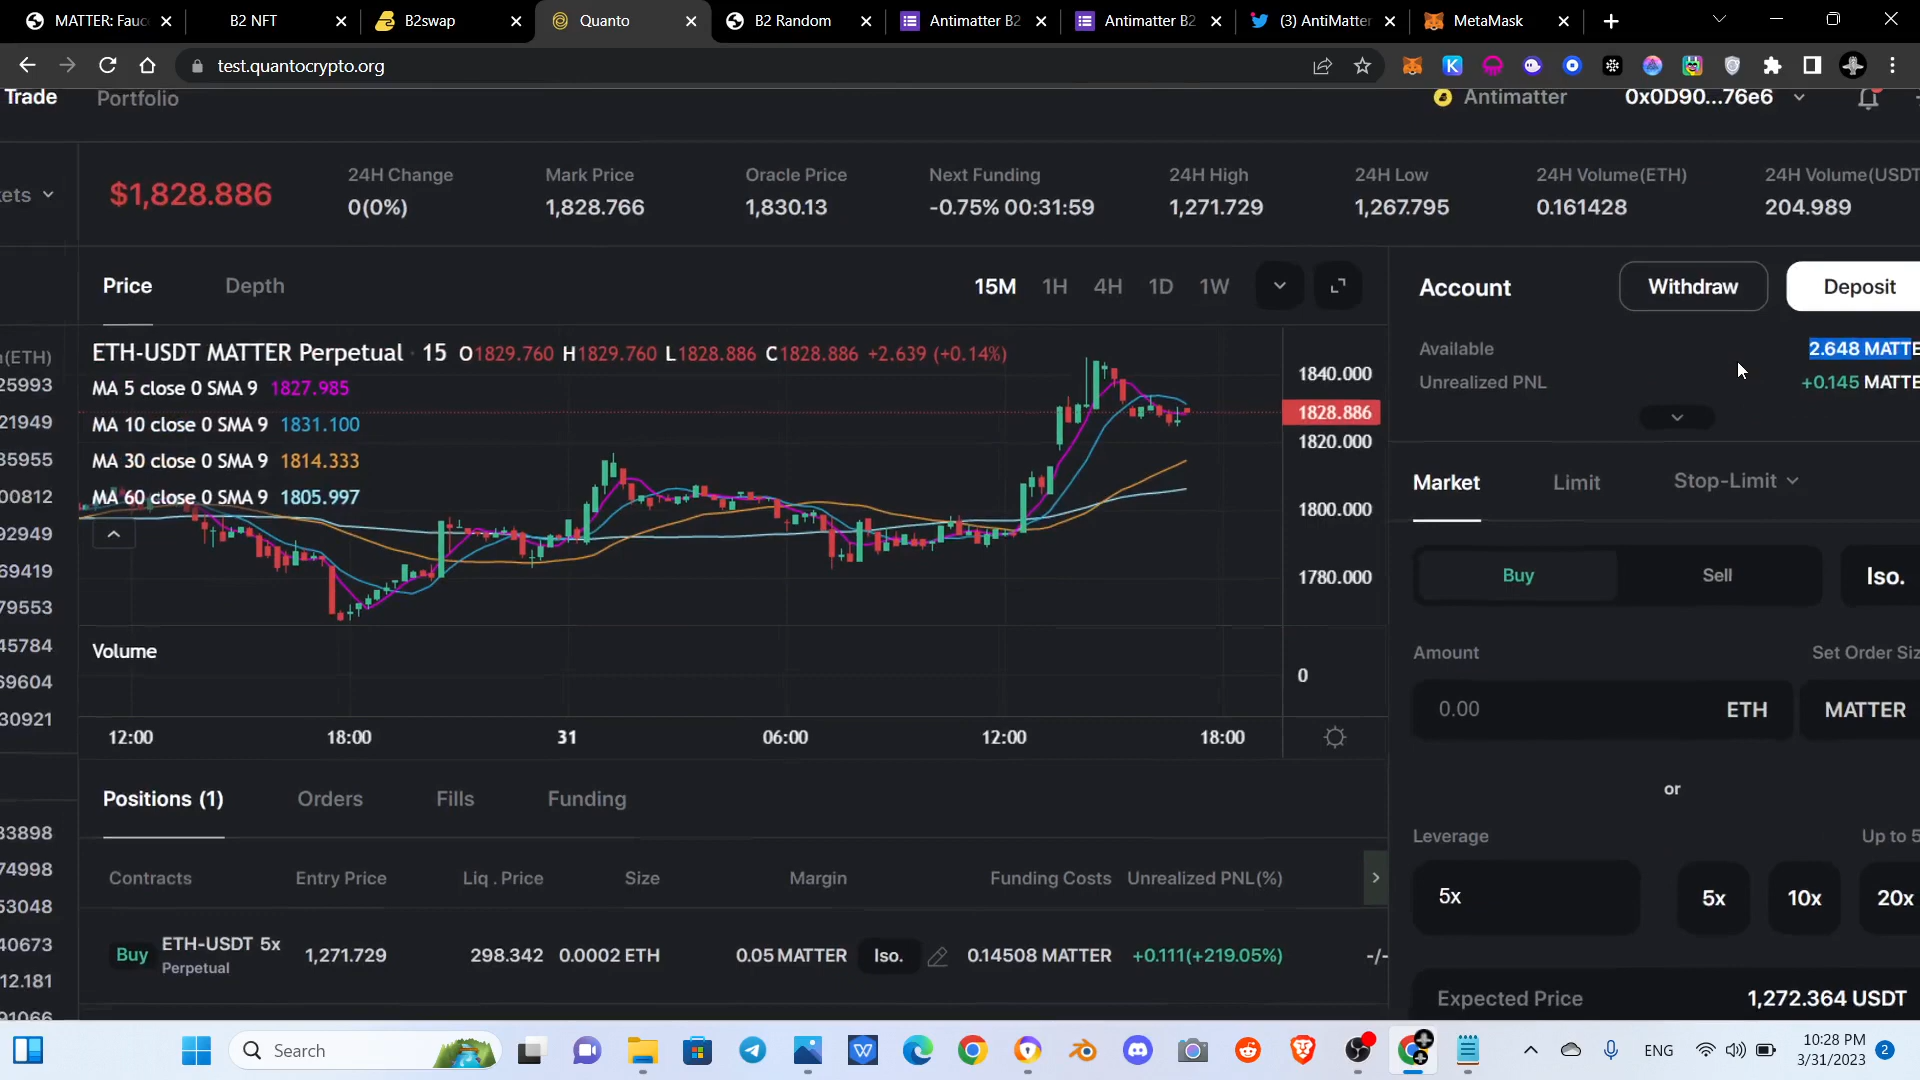 MATTER: Fauc
B2 NFT
B2swap
Quanto
B2 Random
Antimatter B2
Antimatter B2
(3) AntiMatter
MetaMask
test.quantocrypto.org
Trade
Portfolio
Antimatter
0x0D90...76e6
ets
$1,828.886
24H Change
0(0%)
Mark Price
1,828.766
Oracle Price
1,830.13
Next Funding
-0.75% 00:31:59
24H High
1,271.729
24H Low
1,267.795
24H Volume(ETH)
0.161428
24H Volume(USDT
204.989
Price
Depth
15M 1H 4H 1D 1W
ETH-USDT MATTER Perpetual · 15 O1829.760 H1829.760 L1828.886 C1828.886 +2.639 (+0.14%)
MA 5 close 0 SMA 9 1827.985
MA 10 close 0 SMA 9 1831.100
MA 30 close 0 SMA 9 1814.333
MA 60 close 0 SMA 9 1805.997
1840.000
1828.886
1820.000
1800.000
1780.000
Volume
0
12:00 18:00 31 06:00 12:00 18:00
(ETH)
25993
21949
35955
00812
92949
69419
79553
45784
69604
30921
33898
74998
53048
40673
12.181
91066
Account
Withdraw
Deposit
Available
2.648 MATTE
Unrealized PNL
+0.145 MATTE
Market
Limit
Stop-Limit
Buy
Sell
Iso.
Amount
Set Order Siz
0.00
ETH
MATTER
or
Leverage
Up to 5
5x
5x
10x
20x
Expected Price
1,272.364 USDT
Positions (1)
Orders
Fills
Funding
Contracts
Entry Price
Liq . Price
Size
Margin
Funding Costs
Unrealized PNL(%)
Buy
ETH-USDT 5x
Perpetual
1,271.729
298.342
0.0002 ETH
0.05 MATTER
Iso.
0.14508 MATTER
+0.111(+219.05%)
-/-
Search
ENG
10:28 PM
3/31/2023
2